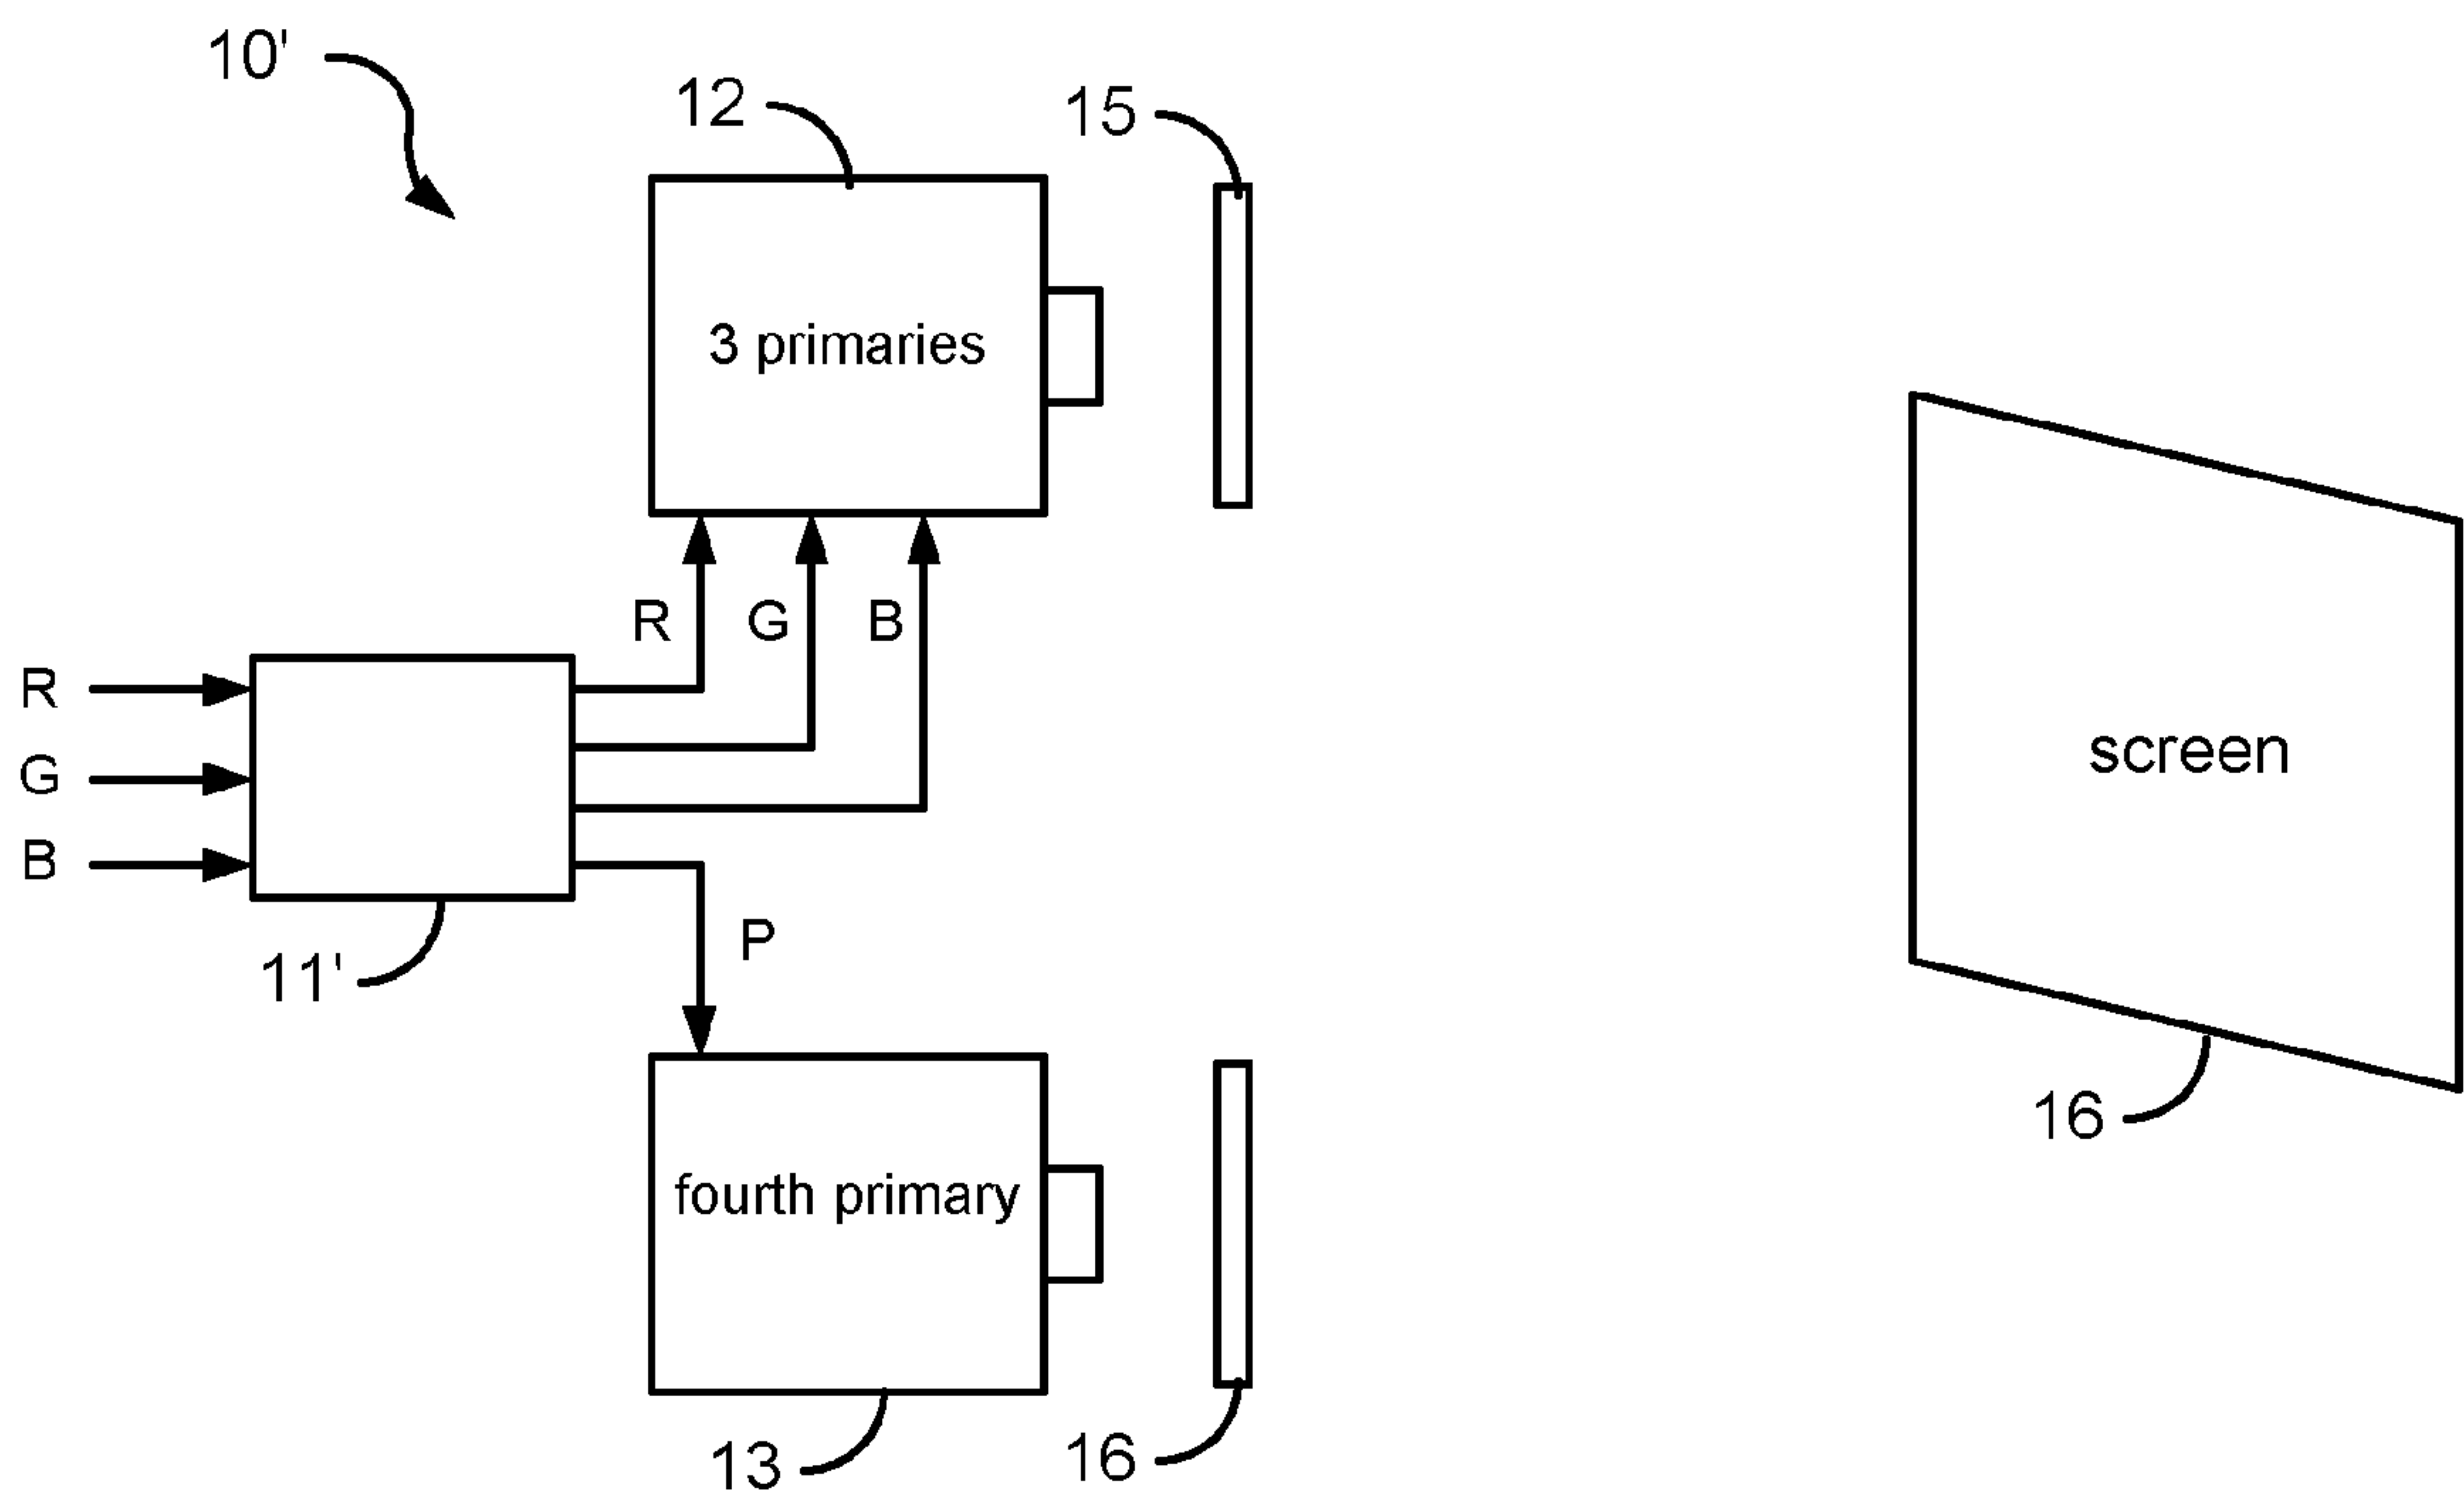 10'
12
15
3 primaries
R
G
B
R
G
B
screen
11'
P
16
fourth primary
13
16